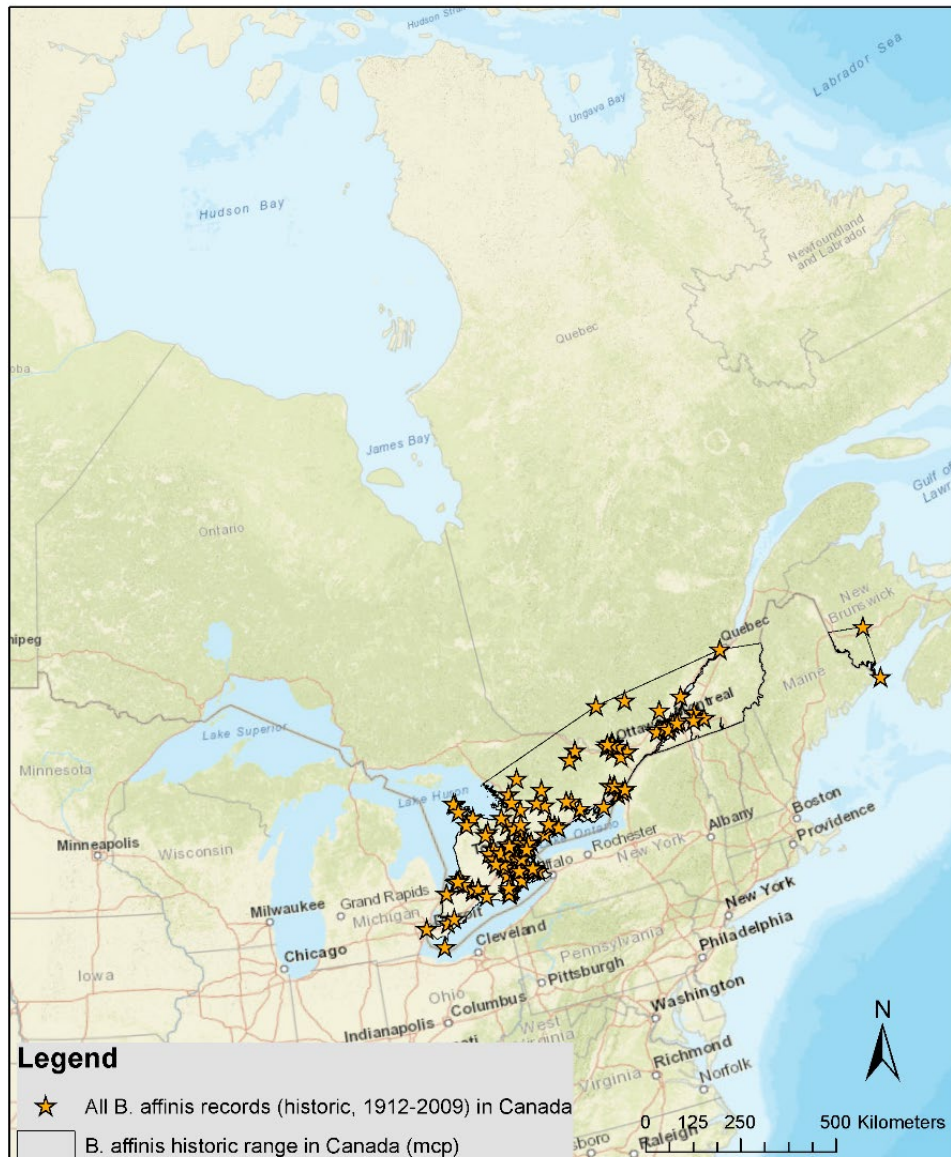 Hudson Strait
Labrador Sea
Ungava Bay
Hudson Bay
Newfoundland
and Labrador
Quebec
oba
James Bay
Gulf of
Lawr
Ontario
New
Brunswick
nipeg
Quebec
Maine
Montreal
Ottawa
Lake Superior
Minnesota
Lake Huron
Boston
Albany
Providence
Minneapolis
Wisconsin
Lake Ontario
Rochester
New York
Buffalo
Grand Rapids
Milwaukee
Michigan
Detroit
New York
Chicago
Cleveland
Pennsylvania
Philadelphia
Iowa
Pittsburgh
Ohio
Columbus
Washington
Indianapolis
West
Virginia
N
Legend
Richmond
Virginia
Norfolk
All B. affinis records (historic, 1912-2009) in Canada
0 125 250 500 Kilometers
B. affinis historic range in Canada (mcp)
sboro
Raleigh